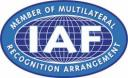 MEMBER OF MULTILATERAL
IAF
RECOGNITION ARRANGEMENT